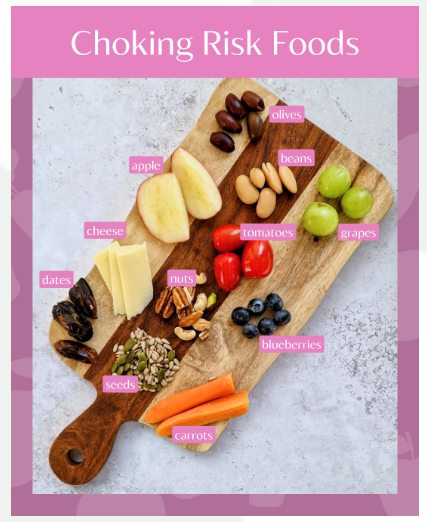 Choking Risk Foods
olives
beans
apple
tomatoes
grapes
cheese
nuts
dates
blueberries
seeds
carrots